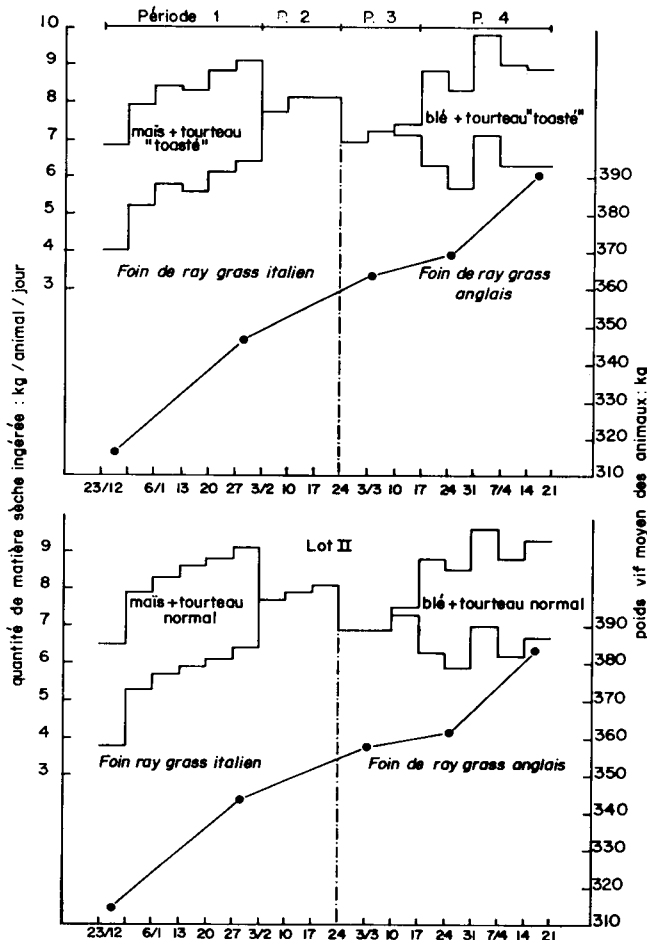 Période 1 P. 2 P. 3 P. 4
10
9
8
7
6
5
4
3
maïs + tourteau
"toasté"
blé + tourteau "toasté"
Foin de ray grass italien
Foin de ray grass
anglais
390
380
370
360
350
340
330
320
310
23/12 6/1 13 20 27 3/2 10 17 24 3/3 10 17 24 31 7/4 14 21
quantité de matière sèche ingérée : kg / animal / jour
poids vif moyen des animaux: kg
Lot II
9
8
7
6
5
4
3
maïs + tourteau
normal
blé + tourteau normal
Foin ray grass italien
Foin de ray grass anglais
390
380
370
360
350
340
330
320
310
23/12 6/1 13 20 27 3/2 10 17 24 3/3 10 17 24 31 7/4 14 21